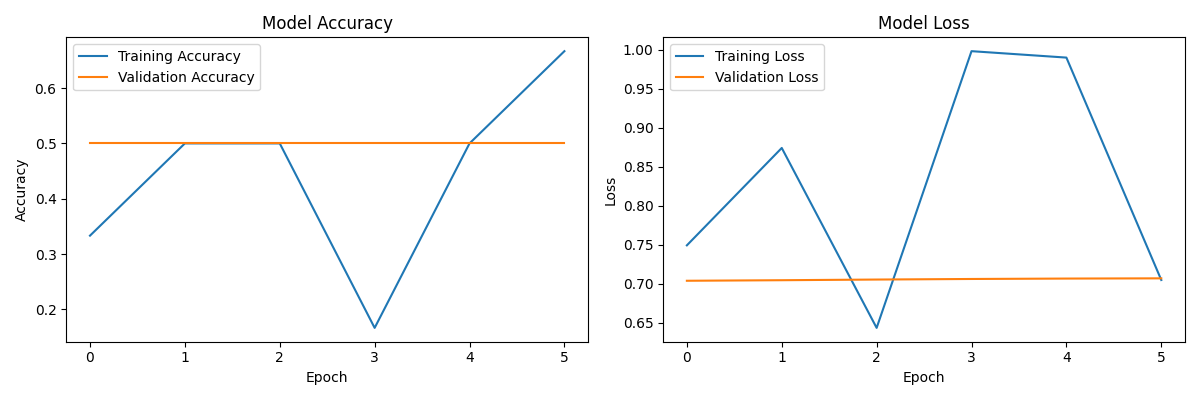 Model Accuracy
Training Accuracy
Validation Accuracy
0.6
0.5
0.4
0.3
0.2
Accuracy
0 1 2 3 4 5
Epoch
Model Loss
Training Loss
Validation Loss
1.00
0.95
0.90
0.85
0.80
0.75
0.70
0.65
Loss
0 1 2 3 4 5
Epoch